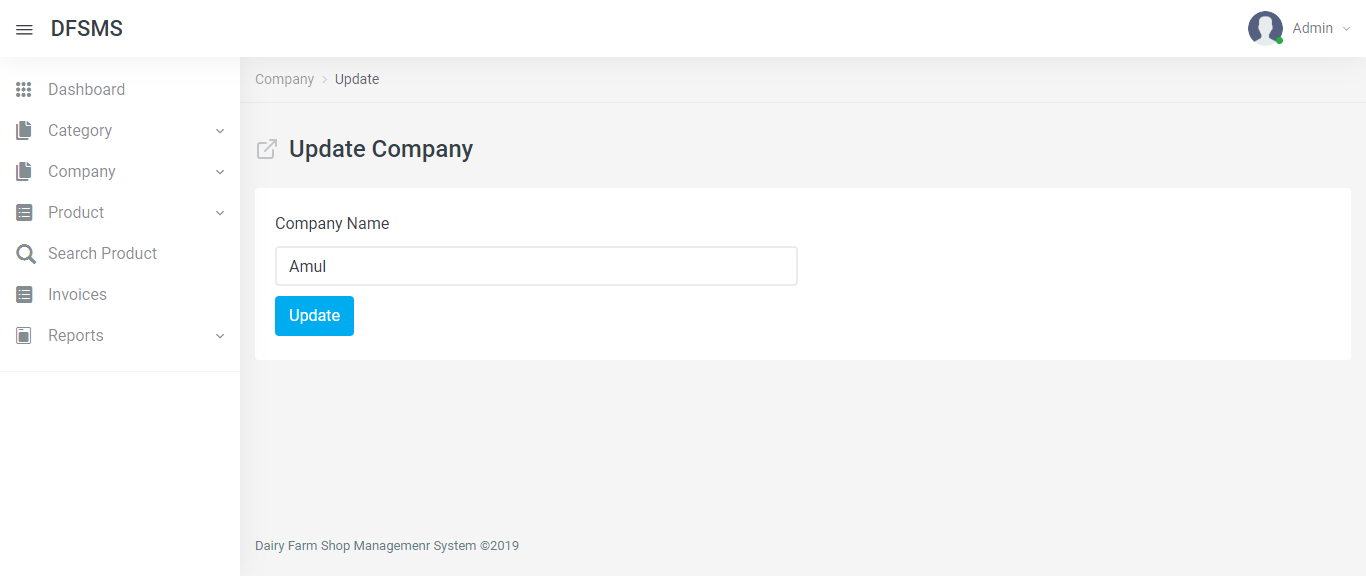 DFSMS
Admin
Dashboard
Category
Company
Product
Search Product
Invoices
Reports
Company > Update
Update Company
Company Name
Amul
Update
Dairy Farm Shop Managemenr System ©2019